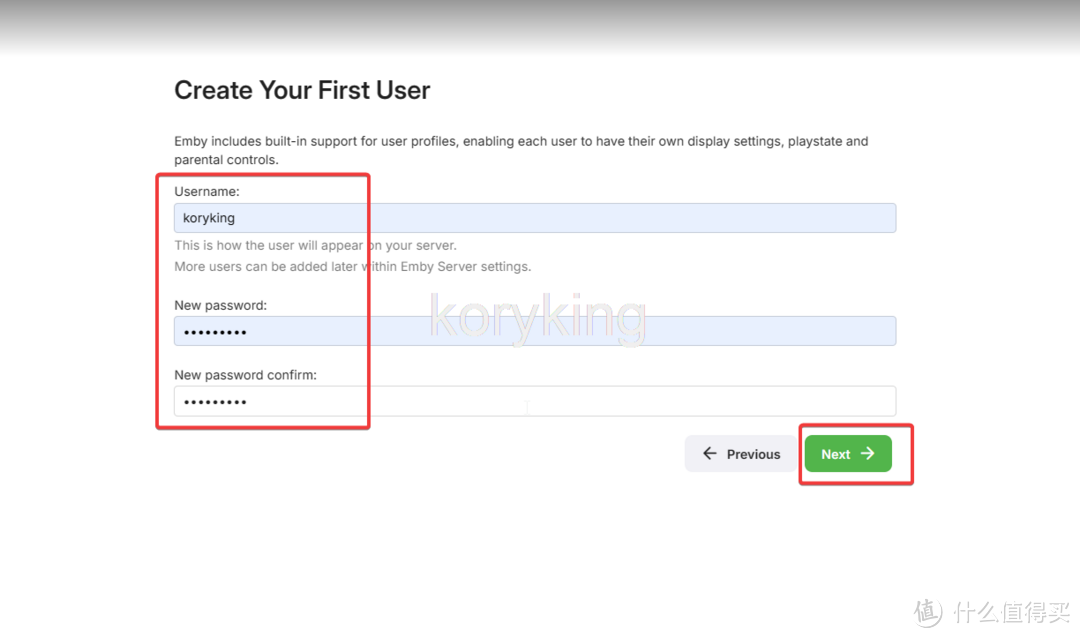 Create Your First User
Emby includes built-in support for user profiles, enabling each user to have their own display settings, playstate and
parental controls.
Username:
koryking
This is how the user will appear on your server.
More users can be added later within Emby Server settings.
koryking
New password:
•••••••••
New password confirm:
•••••••••
Previous
Next
值 什么值得买